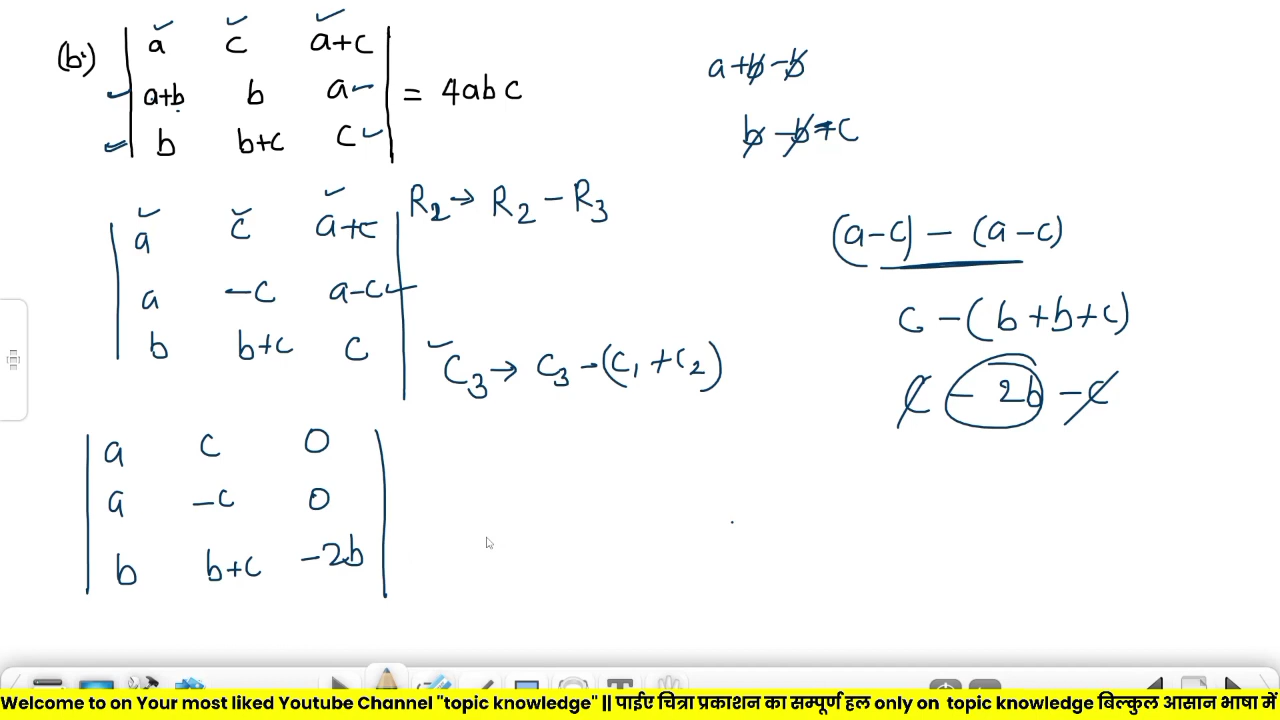 (b.) | a c a+c |
| a+b b a | = 4abc
| b b+c c |
a+b-b
b-b+c
| a c a+c | R2 → R2 - R3
| a -c a-c |
| b b+c c | C3 → C3 - (C1 + C2)
(a-c) - (a-c)
c - (b+b+c)
c - 2b - c
| a c 0 |
| a -c 0 |
| b b+c -2b |
Welcome to on Your most liked Youtube Channel "topic knowledge" || पाईए चित्रा प्रकाशन का सम्पूर्ण हल only on topic knowledge बिल्कुल आसान भाषा में